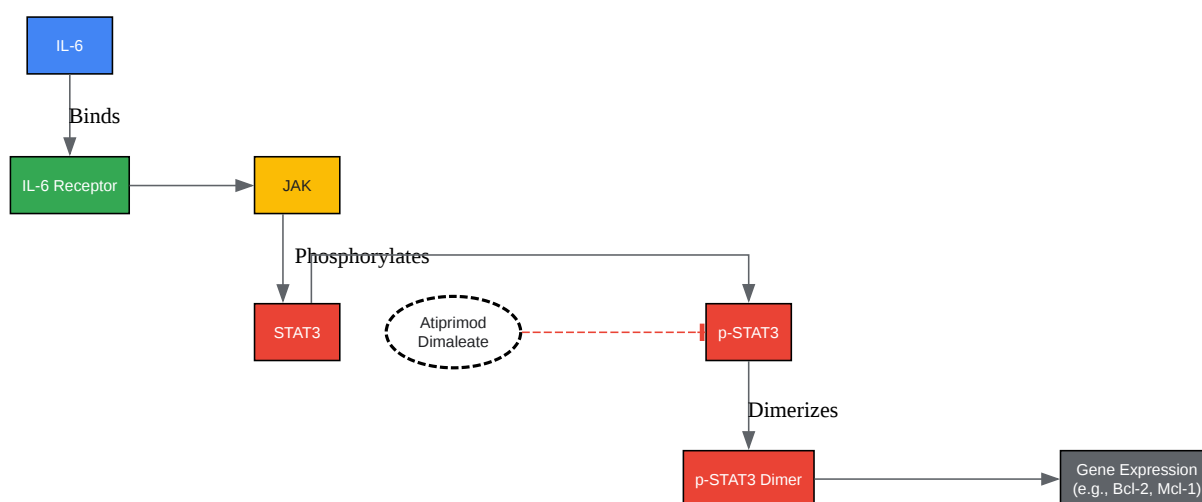 IL-6
Binds
IL-6 Receptor
JAK
Phosphorylates
STAT3
Atiprimod
Dimaleate
p-STAT3
Dimerizes
p-STAT3 Dimer
Gene Expression
(e.g., Bcl-2, Mcl-1)